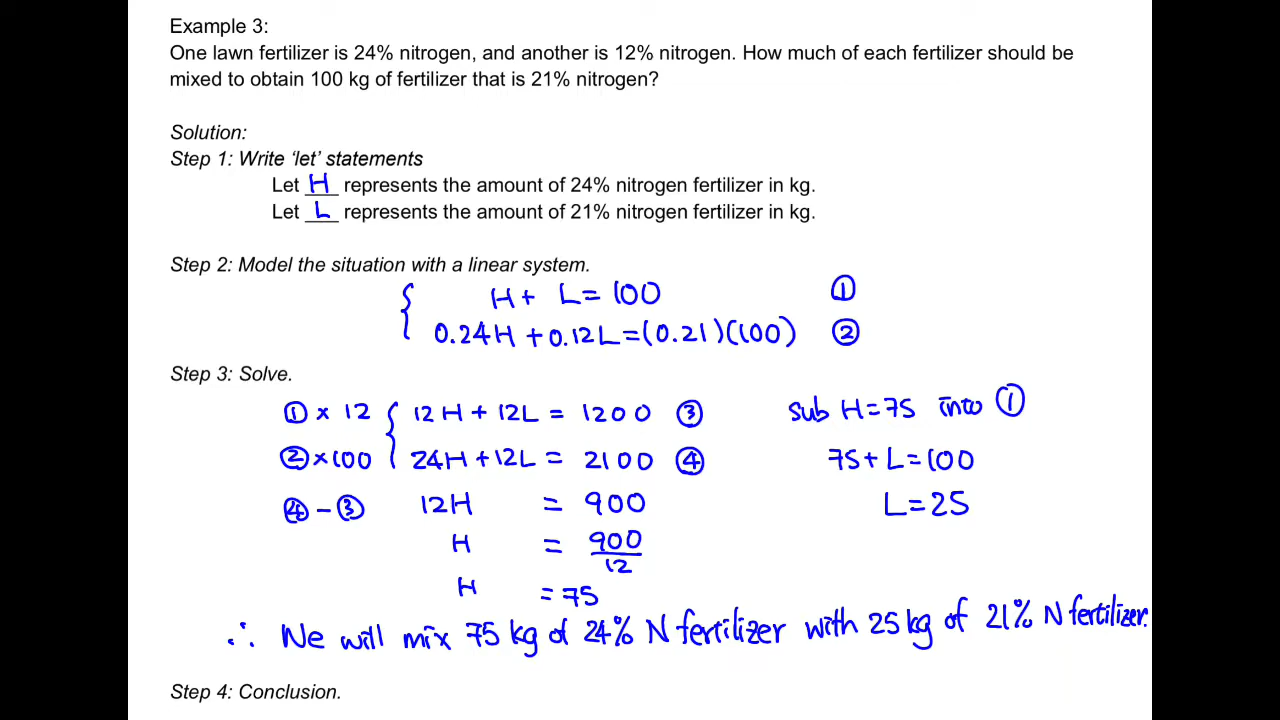 Example 3:
One lawn fertilizer is 24% nitrogen, and another is 12% nitrogen. How much of each fertilizer should be
mixed to obtain 100 kg of fertilizer that is 21% nitrogen?
Solution:
Step 1: Write 'let' statements
Let H represents the amount of 24% nitrogen fertilizer in kg.
Let L represents the amount of 21% nitrogen fertilizer in kg.
Step 2: Model the situation with a linear system.
{ H + L = 100 ①
0.24H + 0.12L = (0.21)(100) ②
Step 3: Solve.
① × 12 { 12H + 12L = 1200 ③
② × 100 24H + 12L = 2100 ④
④ - ③ 12H = 900
H = 900/12
H = 75
sub H = 75 into ①
75 + L = 100
L = 25
∴ We will mix 75 kg of 24% N fertilizer with 25 kg of 21% N fertilizer.
Step 4: Conclusion.